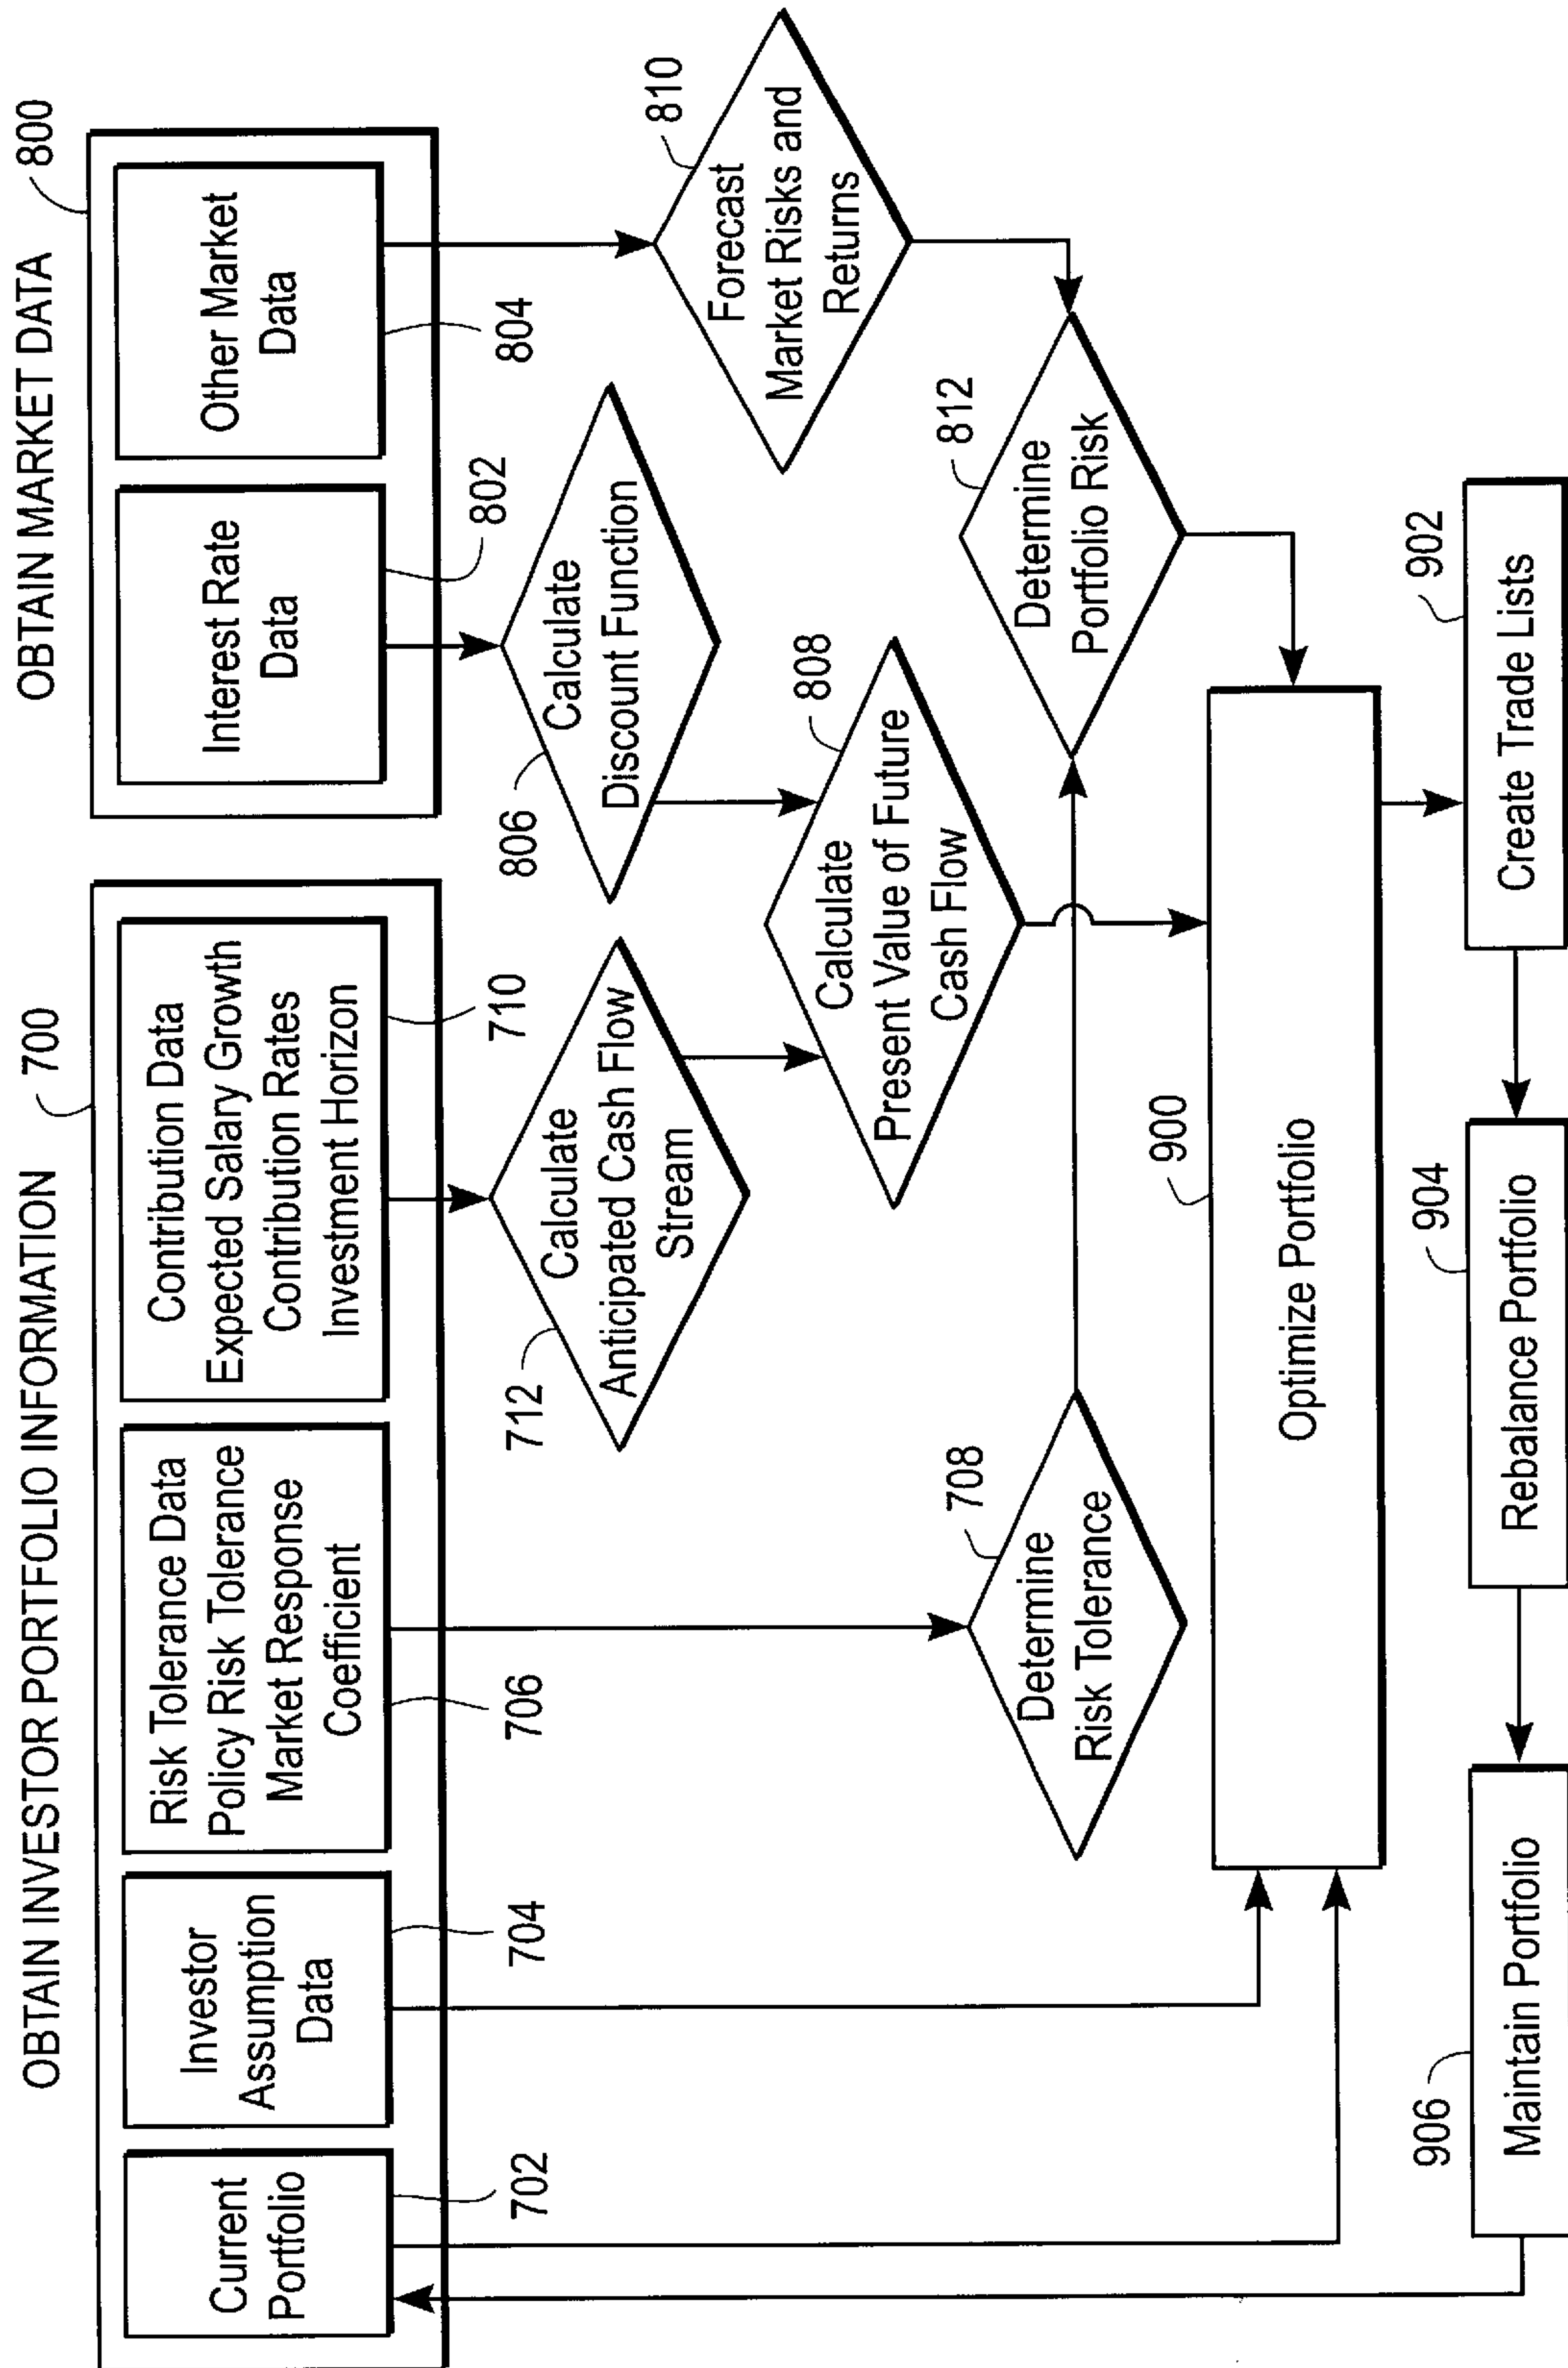 OBTAIN INVESTOR PORTFOLIO INFORMATION
700
OBTAIN MARKET DATA
800
Current
Portfolio
702
Investor
Assumption
Data
704
Risk Tolerance Data
Policy Risk Tolerance
Market Response
Coefficient
706
Contribution Data
Expected Salary Growth
Contribution Rates
Investment Horizon
710
Interest Rate
Data
802
Other Market
Data
804
712
Calculate
Anticipated Cash Flow
Stream
806
Calculate
Discount Function
810
Forecast
Market Risks and
Returns
808
Calculate
Present Value of Future
Cash Flow
708
Determine
Risk Tolerance
812
Determine
Portfolio Risk
900
Optimize Portfolio
906
Maintain Portfolio
904
Rebalance Portfolio
902
Create Trade Lists